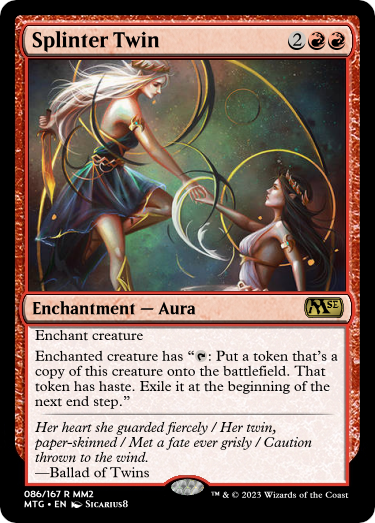 Splinter Twin 2
Enchantment — Aura
MSE
Enchant creature
Enchanted creature has “: Put a token that’s a
copy of this creature onto the battlefield. That
token has haste. Exile it at the beginning of the
next end step.”
Her heart she guarded fiercely / Her twin,
paper-skinned / Met a fate ever grisly / Caution
thrown to the wind.
—Ballad of Twins
086/167 R MM2
MTG • EN Sicarius8
™ & © 2023 Wizards of the Coast